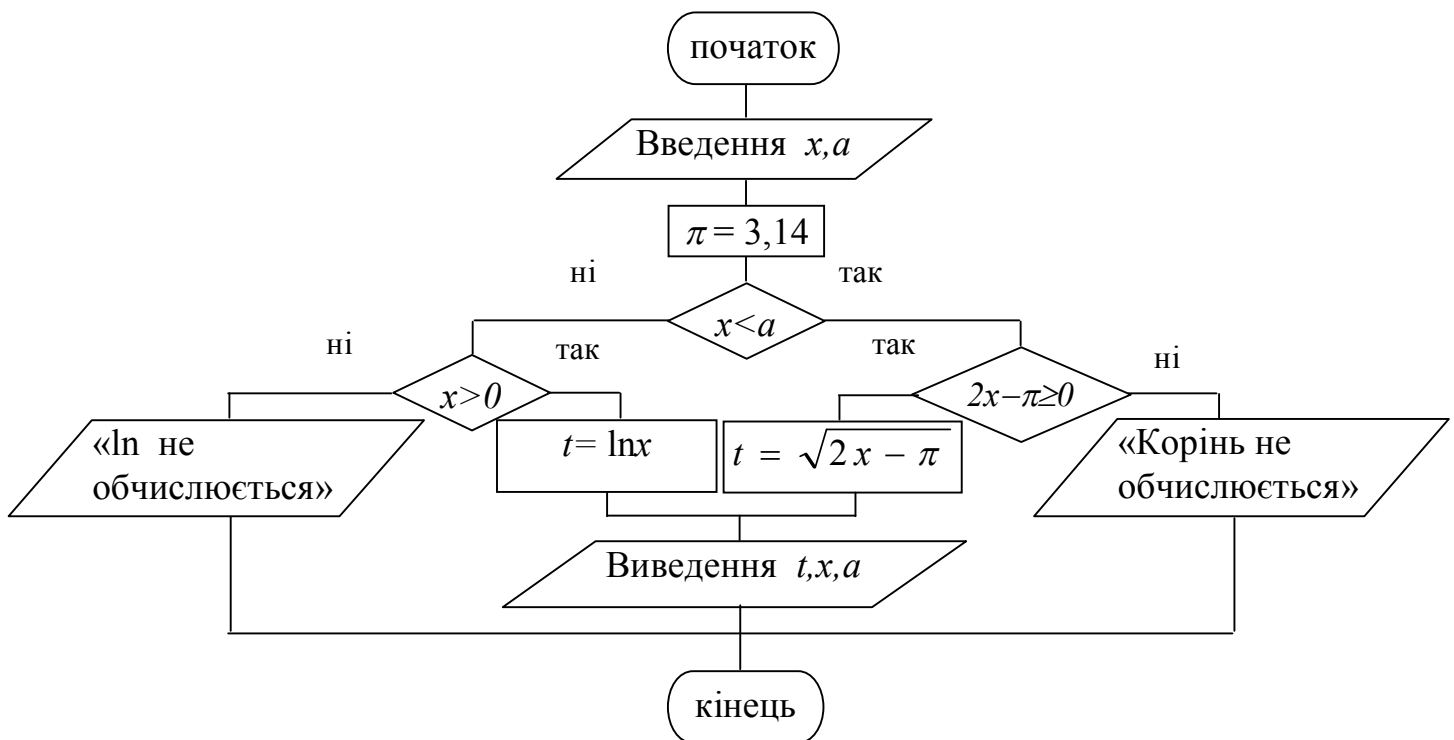 початок
Введення x,a
π = 3,14
ні
так
x<a
ні
так
так
ні
x>0
2x−π≥0
«ln не
обчислюється»
t= lnx
t = √2x − π
«Корінь не
обчислюється»
Виведення t,x,a
кінець